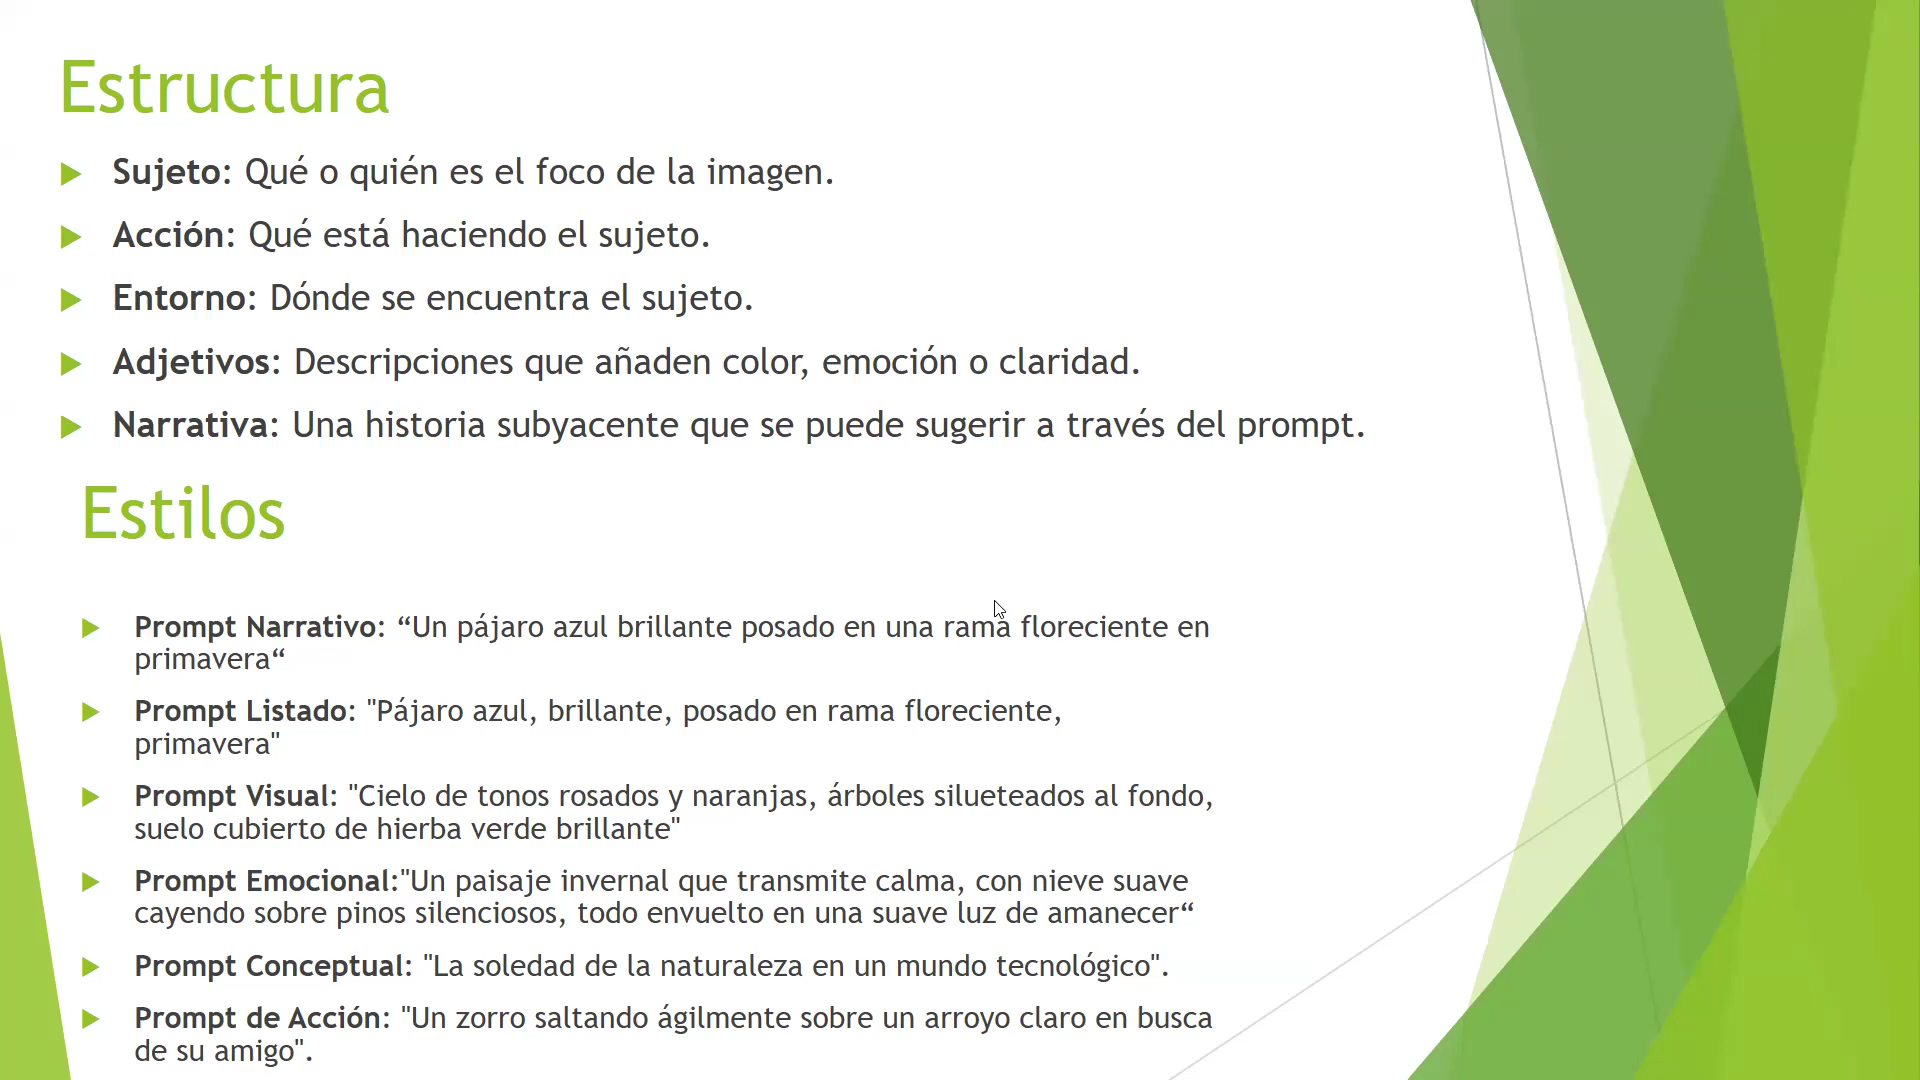 Estructura
Sujeto: Qué o quién es el foco de la imagen.
Acción: Qué está haciendo el sujeto.
Entorno: Dónde se encuentra el sujeto.
Adjetivos: Descripciones que añaden color, emoción o claridad.
Narrativa: Una historia subyacente que se puede sugerir a través del prompt.
Estilos
Prompt Narrativo: “Un pájaro azul brillante posado en una rama floreciente en
primavera“
Prompt Listado: "Pájaro azul, brillante, posado en rama floreciente,
primavera"
Prompt Visual: "Cielo de tonos rosados y naranjas, árboles silueteados al fondo,
suelo cubierto de hierba verde brillante"
Prompt Emocional:"Un paisaje invernal que transmite calma, con nieve suave
cayendo sobre pinos silenciosos, todo envuelto en una suave luz de amanecer“
Prompt Conceptual: "La soledad de la naturaleza en un mundo tecnológico".
Prompt de Acción: "Un zorro saltando ágilmente sobre un arroyo claro en busca
de su amigo".